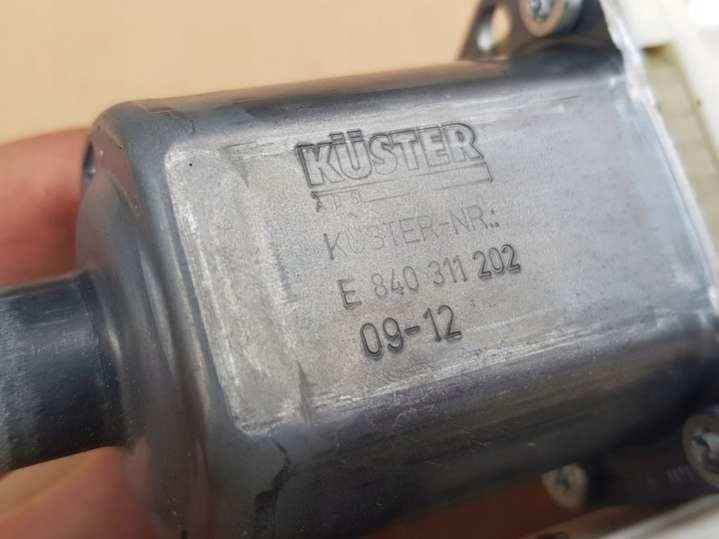 KÜSTER
KÜSTER-NR.:
E 840 311 202
09-12